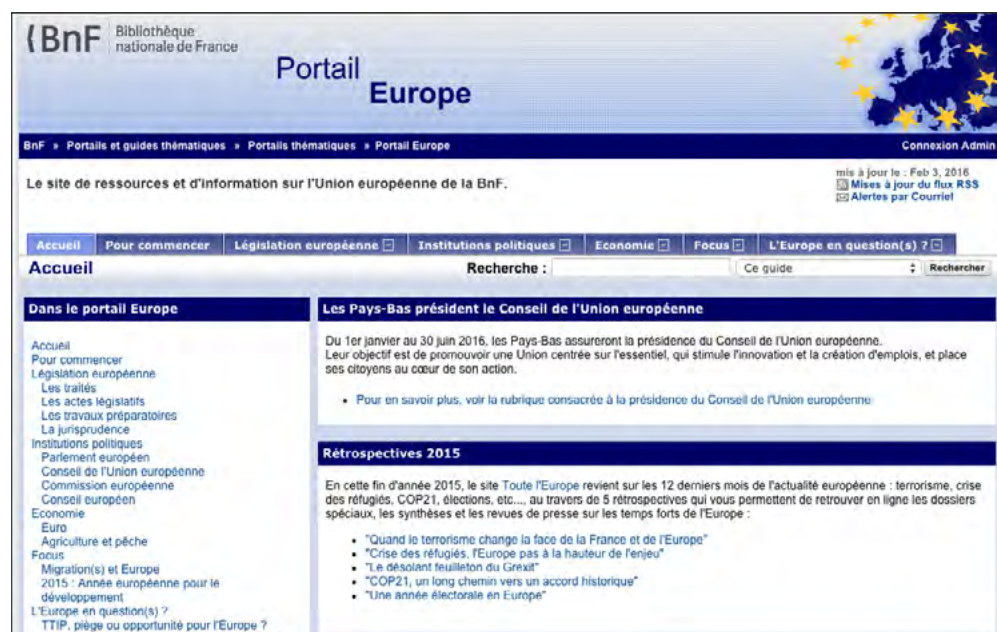 BnF
Bibliothèque
nationale de France
Portail
Europe
BnF » Portails et guides thématiques » Portails thématiques » Portail Europe
Connexion Admin
Le site de ressources et d'information sur l'Union européenne de la BnF.
mis à jour le : Feb 3, 2016
Mises à jour du flux RSS
Alertes par Courriel
Accueil Pour commencer Législation européenne Institutions politiques Economie Focus L'Europe en question(s) ?
Accueil
Recherche : Ce guide Rechercher
Dans le portail Europe
Accueil
Pour commencer
Législation européenne
Les traités
Les actes législatifs
Les travaux préparatoires
La jurisprudence
Institutions politiques
Parlement européen
Conseil de l'Union européenne
Commission européenne
Conseil européen
Economie
Euro
Agriculture et pêche
Focus
Migration(s) et Europe
2015 : Année européenne pour le
développement
L'Europe en question(s) ?
TTIP, piège ou opportunité pour l'Europe ?
Les Pays-Bas président le Conseil de l'Union européenne
Du 1er janvier au 30 juin 2016, les Pays-Bas assureront la présidence du Conseil de l'Union européenne.
Leur objectif est de promouvoir une Union centrée sur l'essentiel, qui stimule l'innovation et la création d'emplois, et place
ses citoyens au cœur de son action.
• Pour en savoir plus, voir la rubrique consacrée à la présidence du Conseil de l'Union européenne
Rétrospectives 2015
En cette fin d'année 2015, le site Toute l'Europe revient sur les 12 derniers mois de l'actualité européenne : terrorisme, crise
des réfugiés, COP21, élections, etc..., au travers de 5 rétrospectives qui vous permettent de retrouver en ligne les dossiers
spéciaux, les synthèses et les revues de presse sur les temps forts de l'Europe :
• "Quand le terrorisme change la face de la France et de l'Europe"
• "Crise des réfugiés, l'Europe pas à la hauteur de l'enjeu"
• "Le désolant feuilleton du Grexit"
• "COP21, un long chemin vers un accord historique"
• "Une année électorale en Europe"